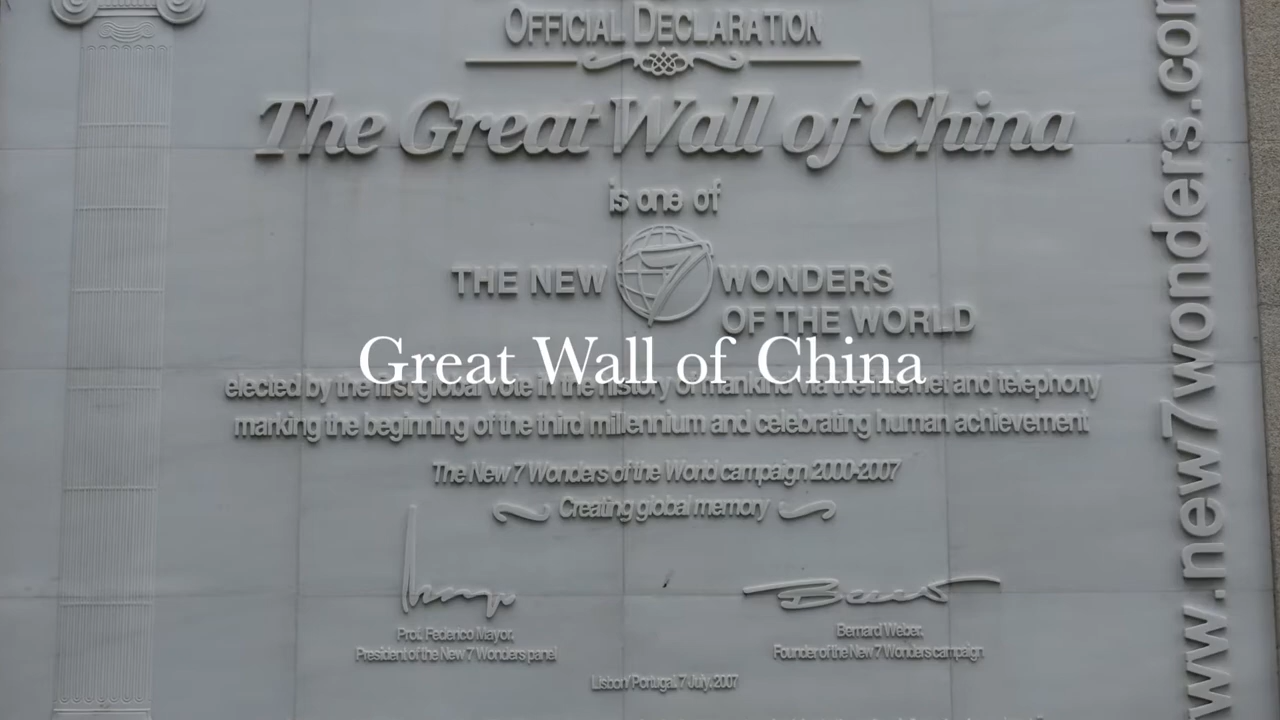 OFFICIAL DECLARATION
The Great Wall of China
is one of
THE NEW 7 WONDERS
OF THE WORLD
Great Wall of China
elected by the first global vote in the history of mankind via the internet and telephony
marking the beginning of the third millennium and celebrating human achievement
The New 7 Wonders of the World campaign 2000-2007
Creating global memory
Prof. Federico Mayor,
President of the New 7 Wonders panel
Bernard Weber,
Founder of the New 7 Wonders campaign
Lisbon/Portugal, 7 July, 2007
www.new7wonders.com